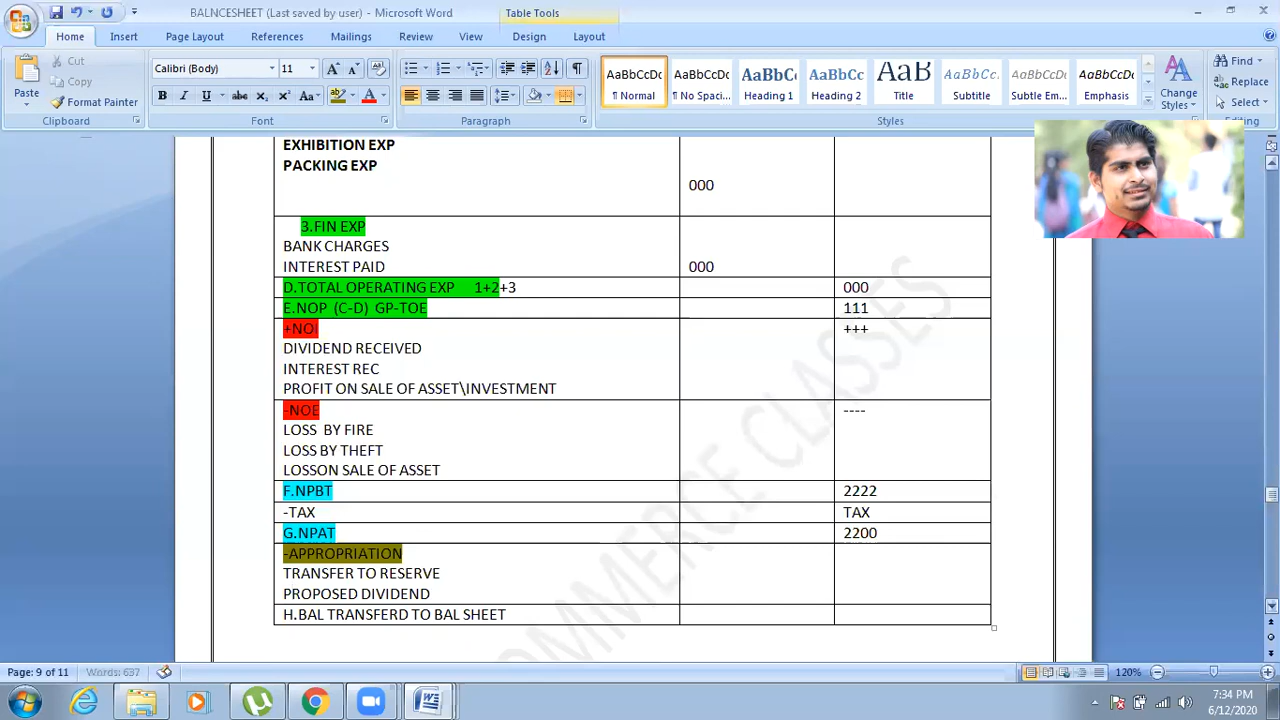 BALNCESHEET (Last saved by user) - Microsoft Word
Table Tools
Home Insert Page Layout References Mailings Review View Design Layout
Paste
Cut
Copy
Format Painter
Calibri (Body) 11
AaBbCcDc AaBbCcDc AaBbCc AaBbCc AaB AaBbCcL AaBbCcDc AaBbCcDc
¶ Normal ¶ No Spaci... Heading 1 Heading 2 Title Subtitle Subtle Em... Emphasis
Change Styles
Find
Replace
Select
Clipboard Font Paragraph Styles Editing
EXHIBITION EXP
PACKING EXP
000
3.FIN EXP
BANK CHARGES
INTEREST PAID 000
D.TOTAL OPERATING EXP 1+2+3 000
E.NOP (C-D) GP-TOE 111
+NOI +++
DIVIDEND RECEIVED
INTEREST REC
PROFIT ON SALE OF ASSET\INVESTMENT
-NOE ----
LOSS BY FIRE
LOSS BY THEFT
LOSSON SALE OF ASSET
F.NPBT 2222
-TAX TAX
G.NPAT 2200
-APPROPRIATION
TRANSFER TO RESERVE
PROPOSED DIVIDEND
H.BAL TRANSFERD TO BAL SHEET
COMMERCE CLASSES
Page: 9 of 11 Words: 637 120%
7:34 PM
6/12/2020